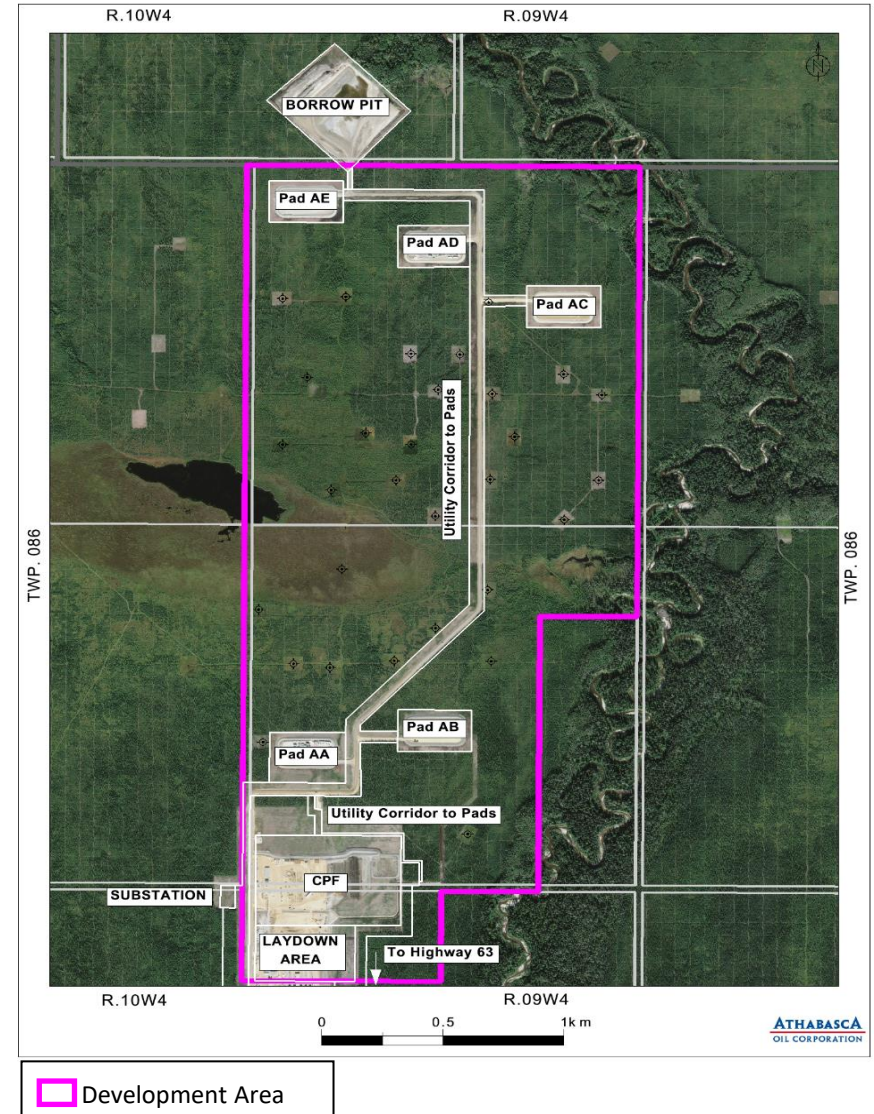 R.10W4
R.09W4
N
BORROW PIT
Pad AE
Pad AD
Pad AC
Utility Corridor to Pads
TWP. 086
TWP. 086
Pad AB
Pad AA
Utility Corridor to Pads
CPF
SUBSTATION
LAYDOWN
AREA
To Highway 63
R.10W4
R.09W4
0
0.5
1km
ATHABASCA
OIL CORPORATION
Development Area